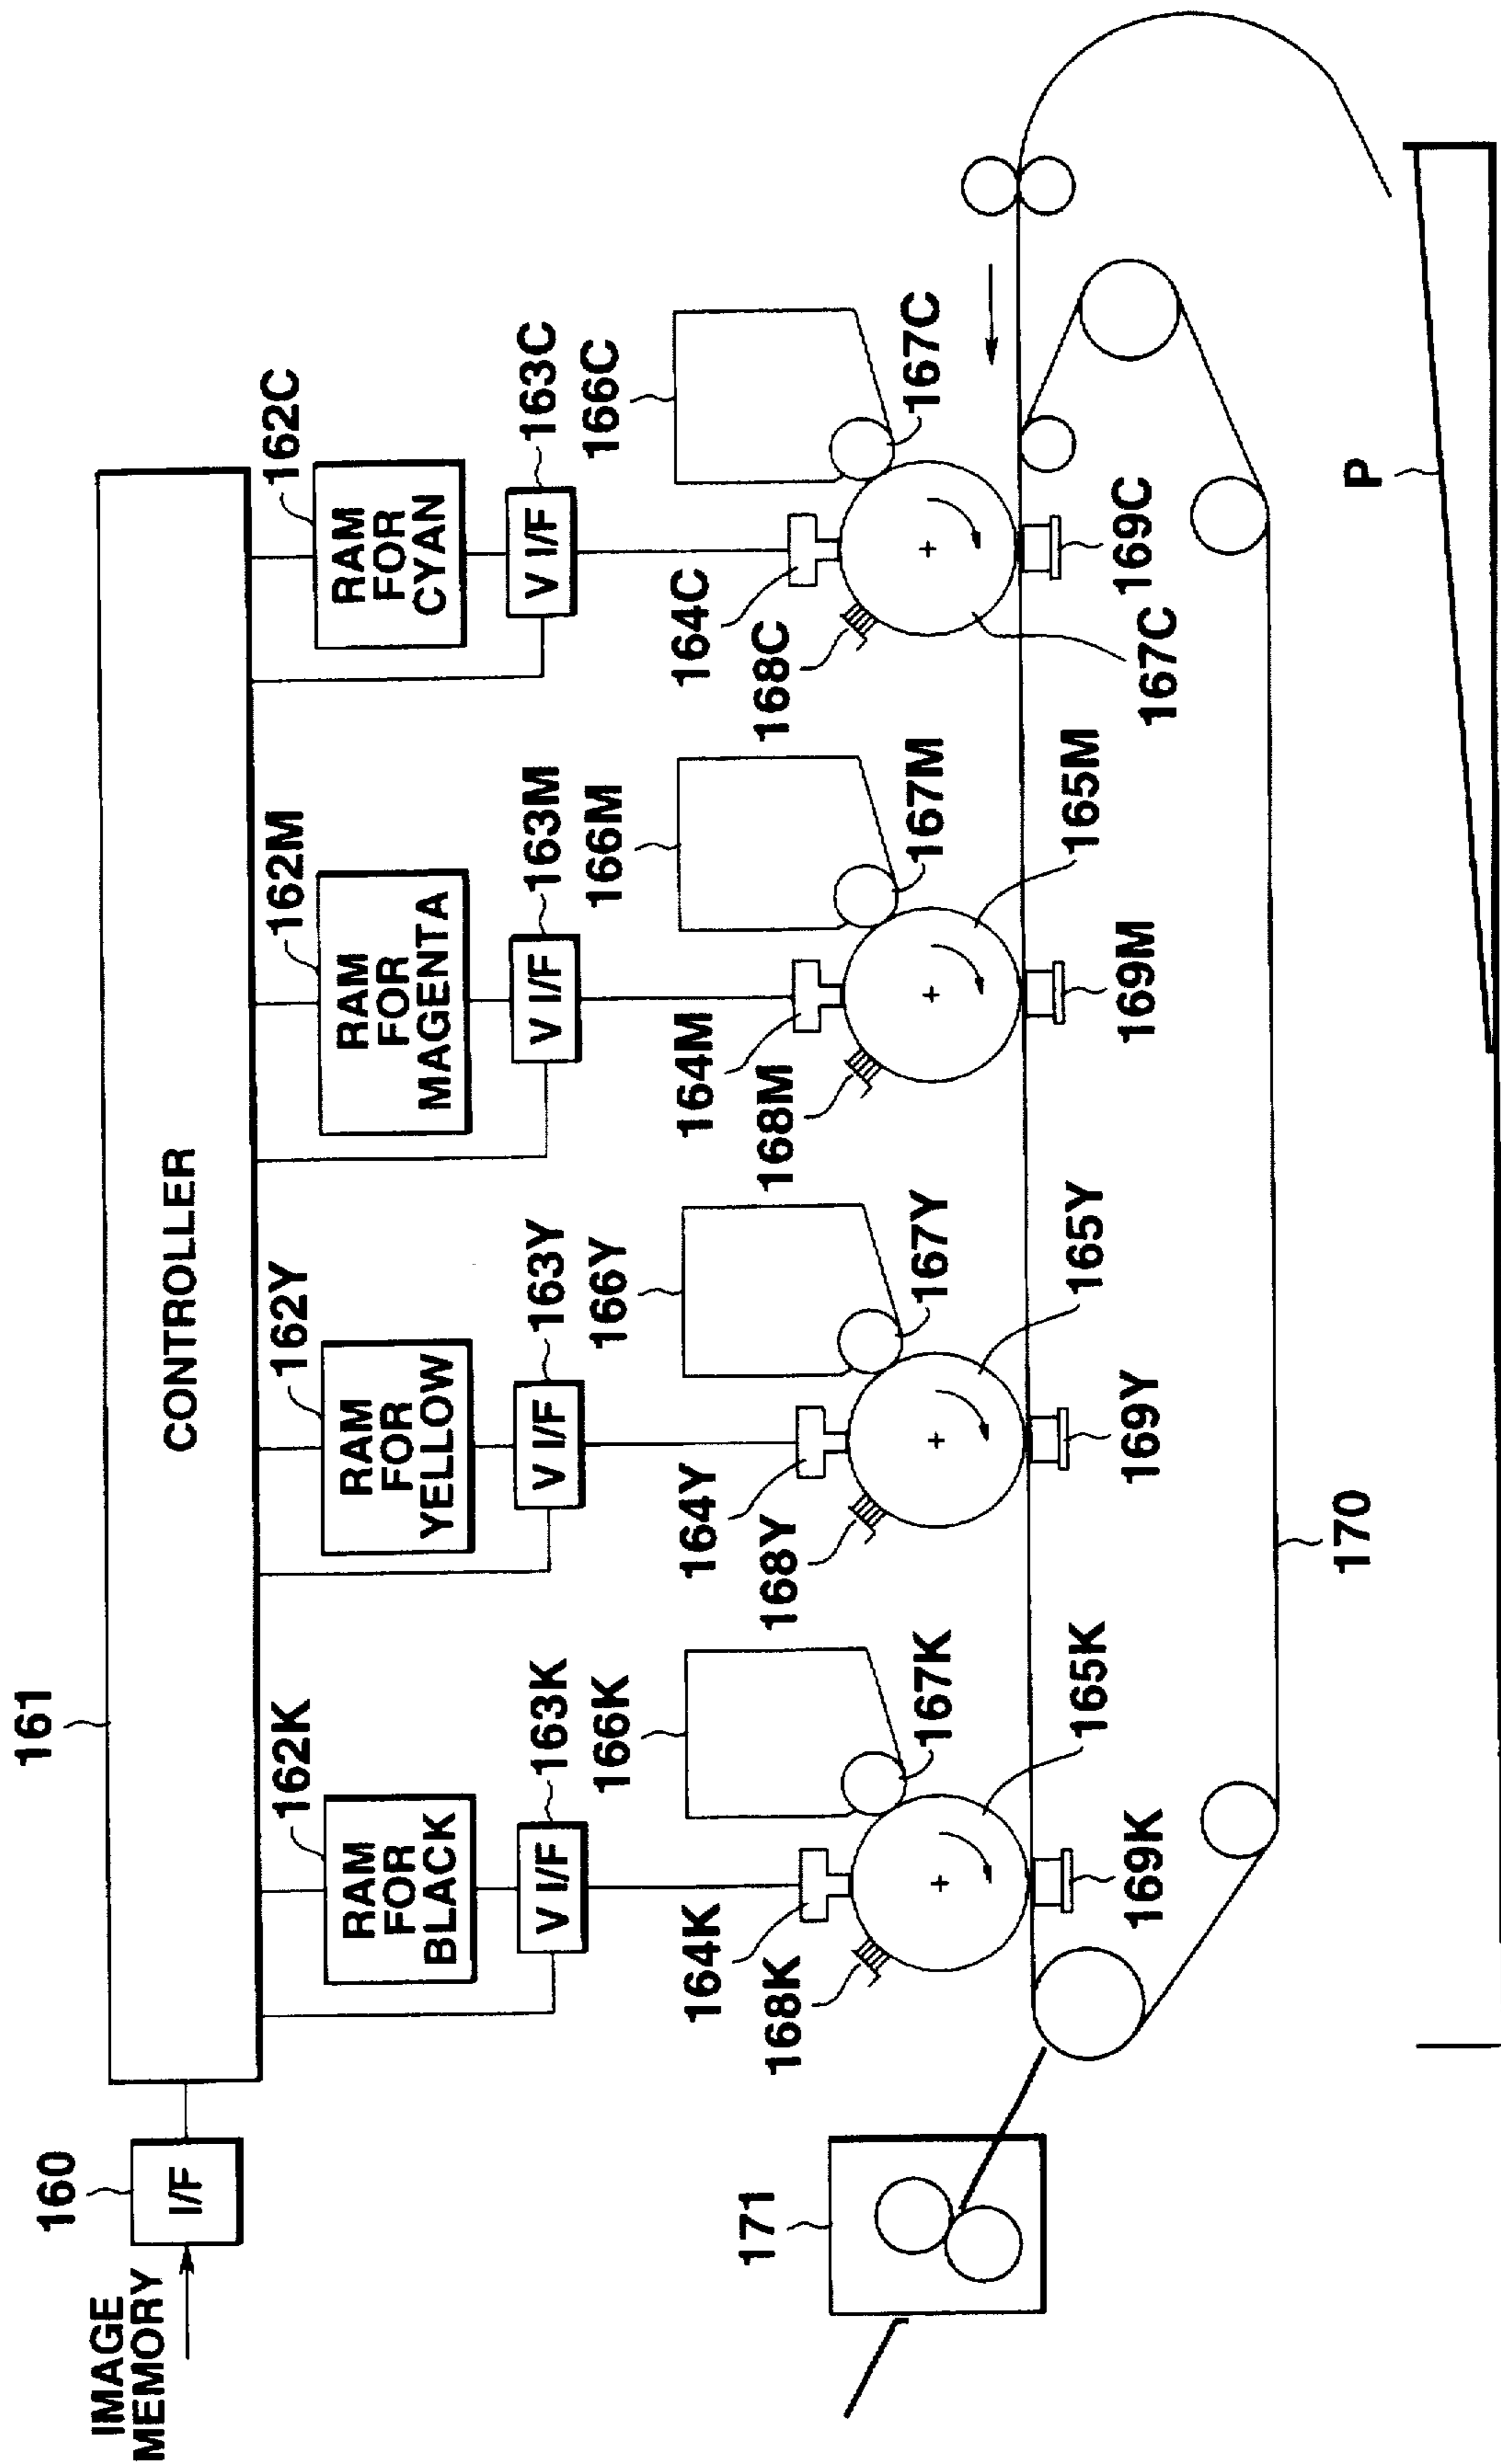 161
CONTROLLER
160
I/F
IMAGE
MEMORY
162K
RAM
FOR
BLACK
162Y
RAM
FOR
YELLOW
162M
RAM
FOR
MAGENTA
162C
RAM
FOR
CYAN
163K
V I/F
163Y
V I/F
163M
V I/F
163C
V I/F
166K
166Y
166M
166C
164K
164Y
164M
164C
168K
168Y
168M
168C
167K
167Y
167M
167C
165K
165Y
165M
167C
169K
169Y
169M
169C
171
170
P